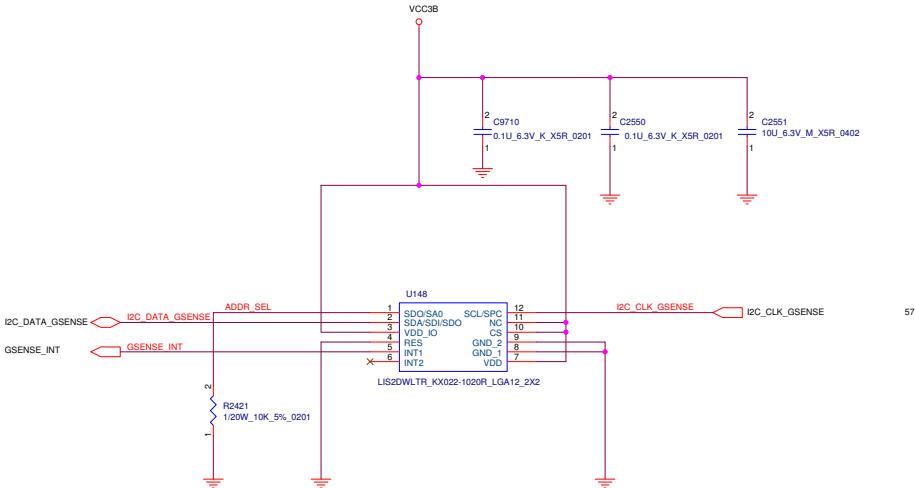 VCC3B
2
C9710
0.1U_6.3V_K_X5R_0201
1
2
C2550
0.1U_6.3V_K_X5R_0201
1
2
C2551
10U_6.3V_M_X5R_0402
1
U148
I2C_DATA_GSENSE
I2C_DATA_GSENSE
ADDR_SEL
GSENSE_INT
GSENSE_INT
1 SDO/SA0 SCL/SPC 12
2 SDA/SDI/SDO NC 11
3 VDD_IO CS 10
4 RES GND_2 9
5 INT1 GND_1 8
6 INT2 VDD 7
I2C_CLK_GSENSE
I2C_CLK_GSENSE
57
LIS2DWLTR_KX022-1020R_LGA12_2X2
2
R2421
1/20W_10K_5%_0201
1